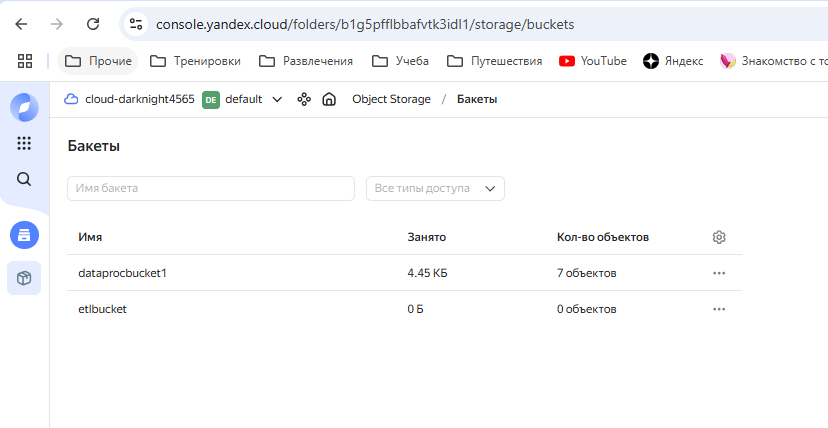 console.yandex.cloud/folders/b1g5pfflbbafvtk3idl1/storage/buckets
Прочие Тренировки Развлечения Учеба Путешествия YouTube Яндекс Знакомство с то
cloud-darknight4565 DE default Object Storage / Бакеты
Бакеты
Имя бакета Все типы доступа
Имя Занято Кол-во объектов
dataprocbucket1 4.45 КБ 7 объектов
etlbucket 0 Б 0 объектов